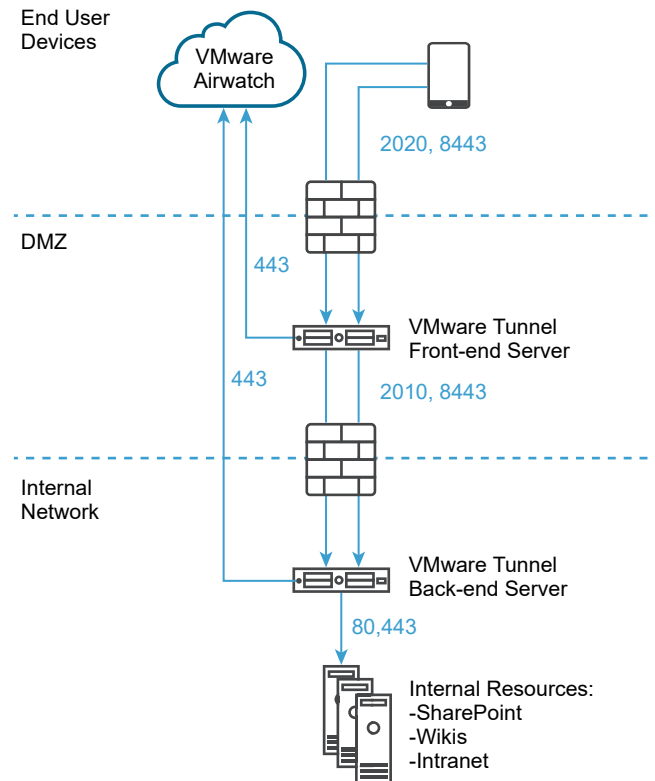 End User
Devices
VMware
Airwatch
2020, 8443
DMZ
443
VMware Tunnel
Front-end Server
443
2010, 8443
Internal
Network
VMware Tunnel
Back-end Server
80,443
Internal Resources:
-SharePoint
-Wikis
-Intranet